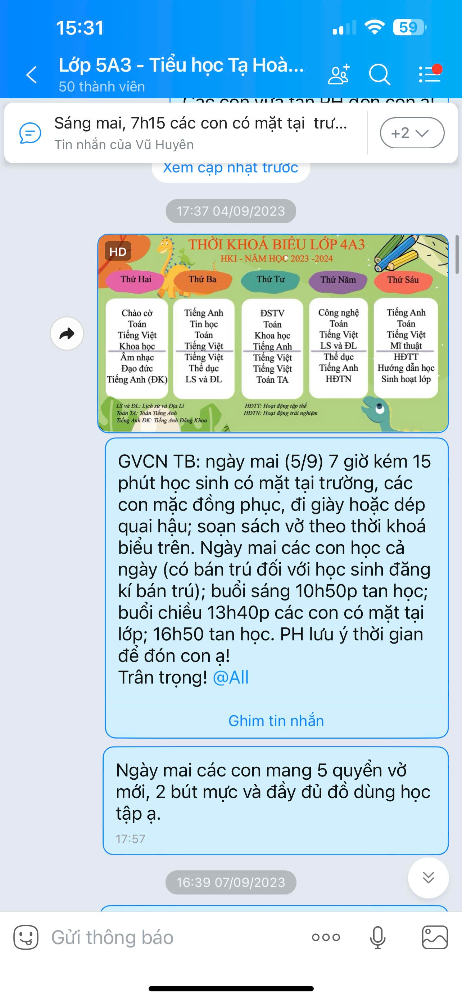 15:31
59
Lớp 5A3 - Tiểu học Tạ Hoà...
50 thành viên
Các con vừa tan PH đón con ạ!
Sáng mai, 7h15 các con có mặt tại trư...
Tin nhắn của Vũ Huyên
+2
Xem cập nhật trước
17:37 04/09/2023
HD
THỜI KHOÁ BIỂU LỚP 4A3
HKI - NĂM HỌC 2023 -2024
Thứ Hai
Chào cờ
Toán
Tiếng Việt
Khoa học
Âm nhạc
Đạo đức
Tiếng Anh (ĐK)
Thứ Ba
Tiếng Anh
Tin học
Toán
Tiếng Việt
Tiếng Việt
Thể dục
LS và ĐL
Thứ Tư
ĐSTV
Toán
Khoa học
Tiếng Anh
Tiếng Việt
Tiếng Việt
Toán TA
Thứ Năm
Công nghệ
Toán
Tiếng Việt
LS và ĐL
Thể dục
Tiếng Anh
HĐTN
Thứ Sáu
Tiếng Anh
Toán
Tiếng Việt
Mĩ thuật
HĐTT
Hướng dẫn học
Sinh hoạt lớp
LS và ĐL: Lịch sử và Địa Lí
Toán TA: Toán Tiếng Anh
Tiếng Anh ĐK: Tiếng Anh Đăng Khoa
HĐTT: Hoạt động tập thể
HĐTN: Hoạt động trải nghiệm
GVCN TB: ngày mai (5/9) 7 giờ kém 15
phút học sinh có mặt tại trường, các
con mặc đồng phục, đi giày hoặc dép
quai hậu; soạn sách vở theo thời khoá
biểu trên. Ngày mai các con học cả
ngày (có bán trú đối với học sinh đăng
kí bán trú); buổi sáng 10h50p tan học;
buổi chiều 13h40p các con có mặt tại
lớp; 16h50 tan học. PH lưu ý thời gian
để đón con ạ!
Trân trọng! @All
Ghim tin nhắn
Ngày mai các con mang 5 quyển vở
mới, 2 bút mực và đầy đủ đồ dùng học
tập ạ.
17:57
16:39 07/09/2023
Gửi thông báo